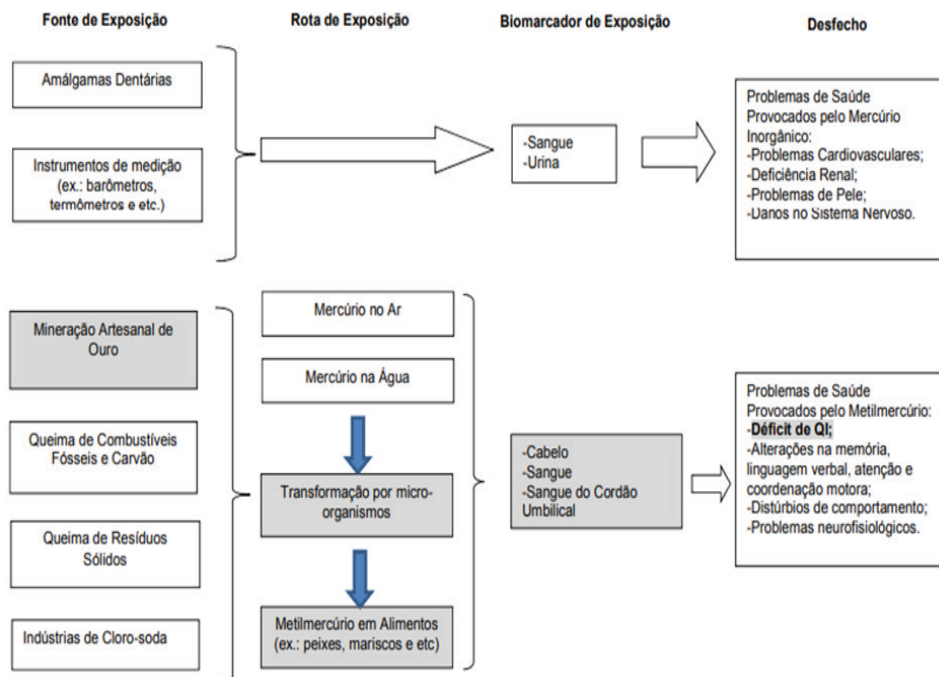 Fonte de Exposição
Rota de Exposição
Biomarcador de Exposição
Desfecho
Amálgamas Dentárias
Instrumentos de medição
(ex.: barômetros,
termômetros e etc.)
-Sangue
-Urina
Problemas de Saúde
Provocados pelo Mercúrio
Inorgânico:
-Problemas Cardiovasculares;
-Deficiência Renal;
-Problemas de Pele;
-Danos no Sistema Nervoso.
Mineração Artesanal de
Ouro
Queima de Combustíveis
Fósseis e Carvão
Queima de Resíduos
Sólidos
Indústrias de Cloro-soda
Mercúrio no Ar
Mercúrio na Água
Transformação por micro-
organismos
Metilmercúrio em Alimentos
(ex.: peixes, mariscos e etc)
-Cabelo
-Sangue
-Sangue do Cordão
Umbilical
Problemas de Saúde
Provocados pelo Metilmercúrio:
-Déficit de QI;
-Alterações na memória,
linguagem verbal, atenção e
coordenação motora;
-Distúrbios de comportamento;
-Problemas neurofisiológicos.